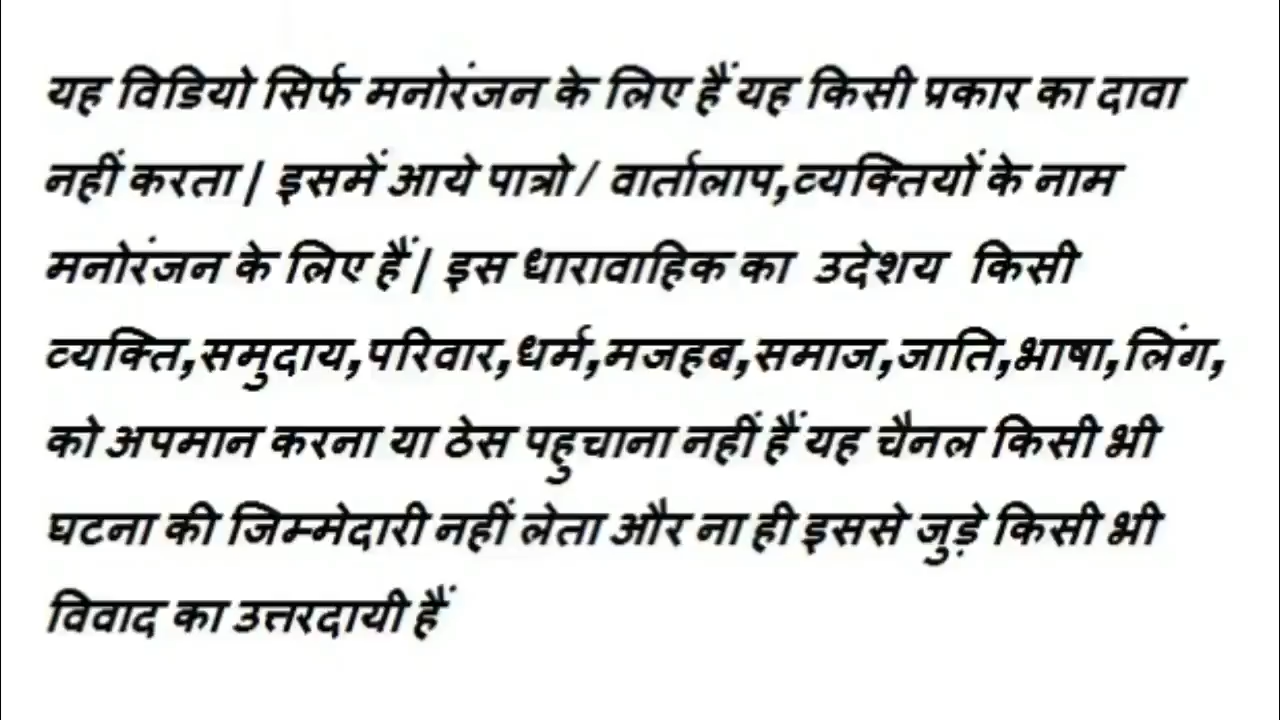 यह विडियो सिर्फ मनोरंजन के लिए हैं यह किसी प्रकार का दावा
नहीं करता| इसमें आये पात्रो/ वार्तालाप,व्यक्तियों के नाम
मनोरंजन के लिए हैं| इस धारावाहिक का उदेशय किसी
व्यक्ति,समुदाय,परिवार,धर्म,मजहब,समाज,जाति,भाषा,लिंग,
को अपमान करना या ठेस पहुचाना नहीं हैं यह चैनल किसी भी
घटना की जिम्मेदारी नहीं लेता और ना ही इससे जुड़े किसी भी
विवाद का उत्तरदायी हैं